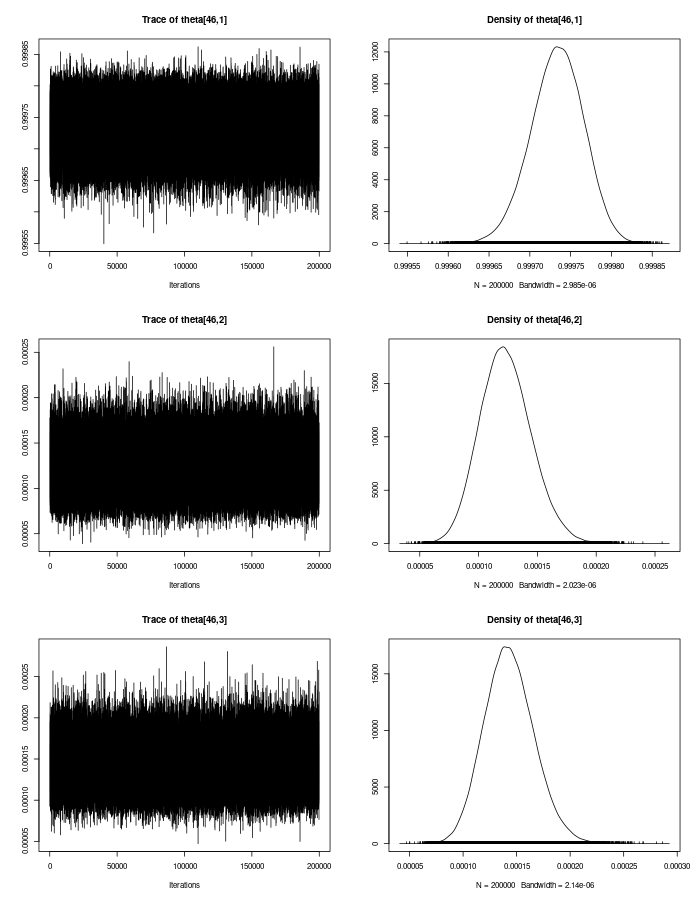 Trace of theta[46,1]
0.99955 0.99965 0.99975 0.99985
0 50000 100000 150000 200000
Iterations
Density of theta[46,1]
0 2000 4000 6000 8000 10000 12000
0.99955 0.99960 0.99965 0.99970 0.99975 0.99980 0.99985
N = 200000 Bandwidth = 2.985e-06
Trace of theta[46,2]
0.00005 0.00010 0.00015 0.00020 0.00025
0 50000 100000 150000 200000
Iterations
Density of theta[46,2]
0 5000 10000 15000
0.00005 0.00010 0.00015 0.00020 0.00025
N = 200000 Bandwidth = 2.023e-06
Trace of theta[46,3]
0.00005 0.00010 0.00015 0.00020 0.00025
0 50000 100000 150000 200000
Iterations
Density of theta[46,3]
0 5000 10000 15000
0.00005 0.00010 0.00015 0.00020 0.00025 0.00030
N = 200000 Bandwidth = 2.14e-06